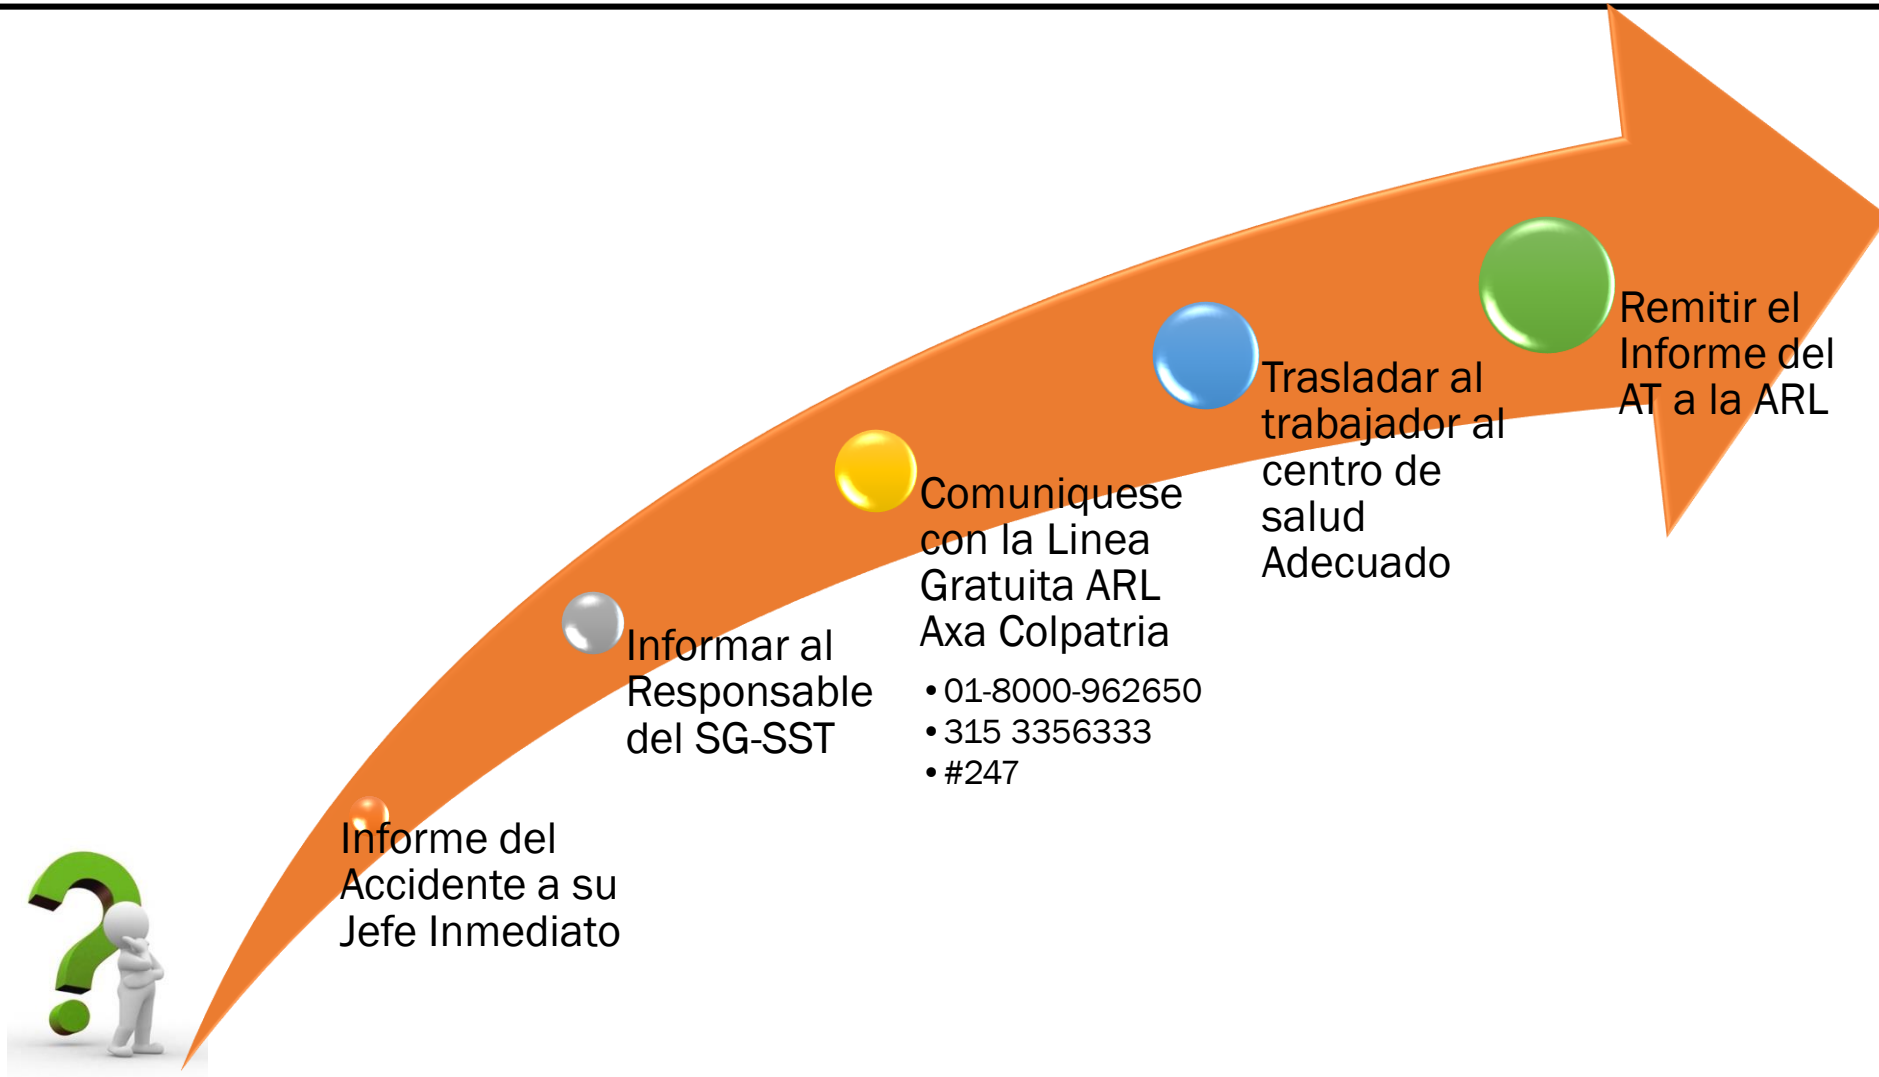 Informe del
Accidente a su
Jefe Inmediato
Informar al
Responsable
del SG-SST
Comuniquese
con la Linea
Gratuita ARL
Axa Colpatria
• 01-8000-962650
• 315 3356333
• #247
Trasladar al
trabajador al
centro de
salud
Adecuado
Remitir el
Informe del
AT a la ARL